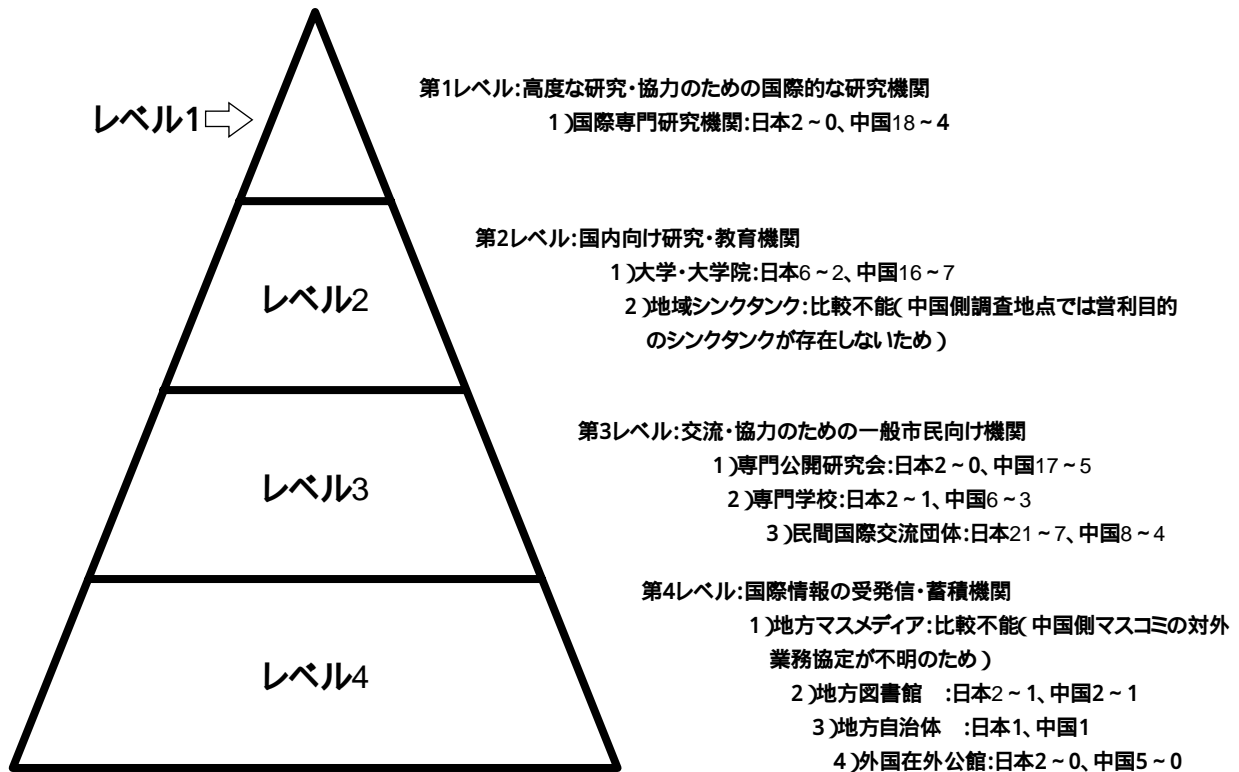 第1レベル:高度な研究・協力のための国際的な研究機関
レベル1
1)国際専門研究機関:日本2~0、中国18~4
第2レベル:国内向け研究・教育機関
1)大学・大学院:日本6~2、中国16~7
レベル2
2)地域シンクタンク:比較不能(中国側調査地点では営利目的
のシンクタンクが存在しないため)
第3レベル:交流・協力のための一般市民向け機関
1)専門公開研究会:日本2~0、中国17~5
レベル3
2)専門学校:日本2~1、中国6~3
3)民間国際交流団体:日本21~7、中国8~4
第4レベル:国際情報の受発信・蓄積機関
1)地方マスメディア:比較不能(中国側マスコミの対外
業務協定が不明のため)
レベル4
2)地方図書館 :日本2~1、中国2~1
3)地方自治体 :日本1、中国1
4)外国在外公館:日本2~0、中国5~0